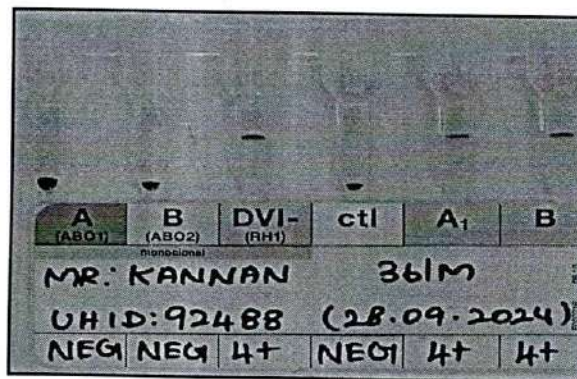 A B DVI- ctl A₁ B
(ABO1) (ABO2) (RH1)
monoclonal
MR: KANNAN 36/M
UHID: 92488 (28.09.2024)
NEG NEG 4+ NEG 4+ 4+